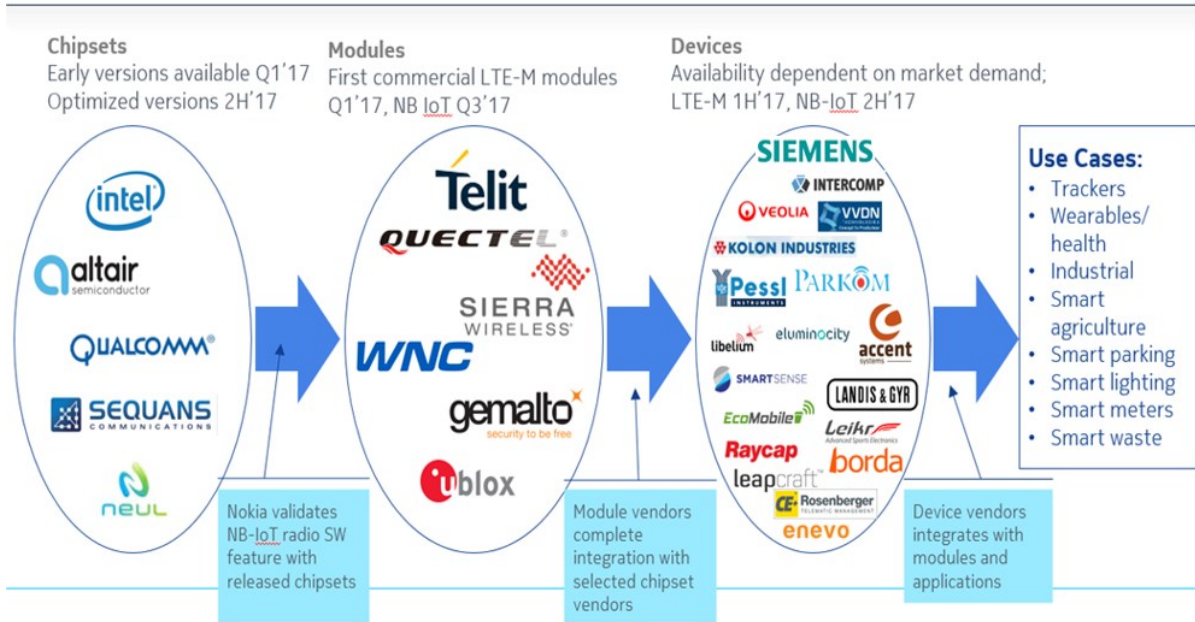 Chipsets
Early versions available Q1'17
Optimized versions 2H'17
Modules
First commercial LTE-M modules
Q1'17, NB IoT Q3'17
Devices
Availability dependent on market demand;
LTE-M 1H'17, NB-IoT 2H'17
intel
altair
semiconductor
QUALCOMM®
SEQUANS
COMMUNICATIONS
neul
Telit
QUECTEL®
SIERRA
WIRELESS®
WNC
gemalto
security to be free
ublox
SIEMENS
INTERCOMP
VEOLIA
VVDN
KOLON INDUSTRIES
Pessl
INSTRUMENTS
PARKOM
libelium
eluminocity
accent
systems
SMARTSENSE
LANDIS & GYR
EcoMobile
Leikr
Advanced Sports Electronics
Raycap
borda
leapcraft™
CE Rosenberger
TELEMATIC MANAGEMENT
enevo
Use Cases:
• Trackers
• Wearables/
health
• Industrial
• Smart
agriculture
• Smart parking
• Smart lighting
• Smart meters
• Smart waste
Nokia validates
NB-IoT radio SW
feature with
released chipsets
Module vendors
complete
integration with
selected chipset
vendors
Device vendors
integrates with
modules and
applications